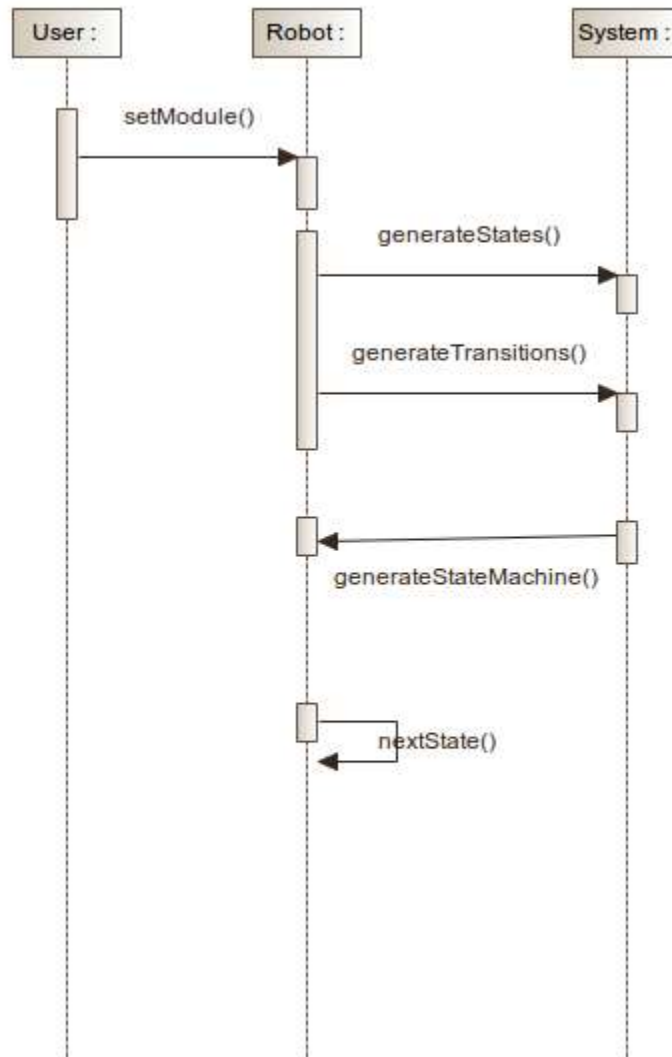 User :
Robot :
System :
setModule()
generateStates()
generateTransitions()
generateStateMachine()
nextState()